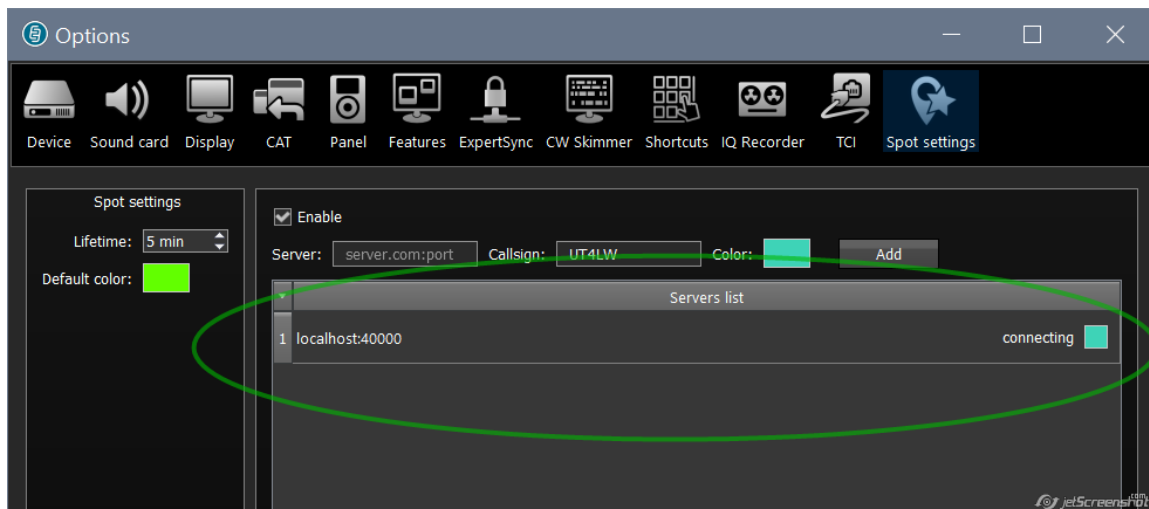 Options
Device Sound card Display CAT Panel Features ExpertSync CW Skimmer Shortcuts IQ Recorder TCI Spot settings
Spot settings
Lifetime: 5 min
Default color:
Enable
Server: server.com:port Callsign: UT4LW Color: Add
Servers list
1 localhost:40000 connecting
jetScreenshot.com